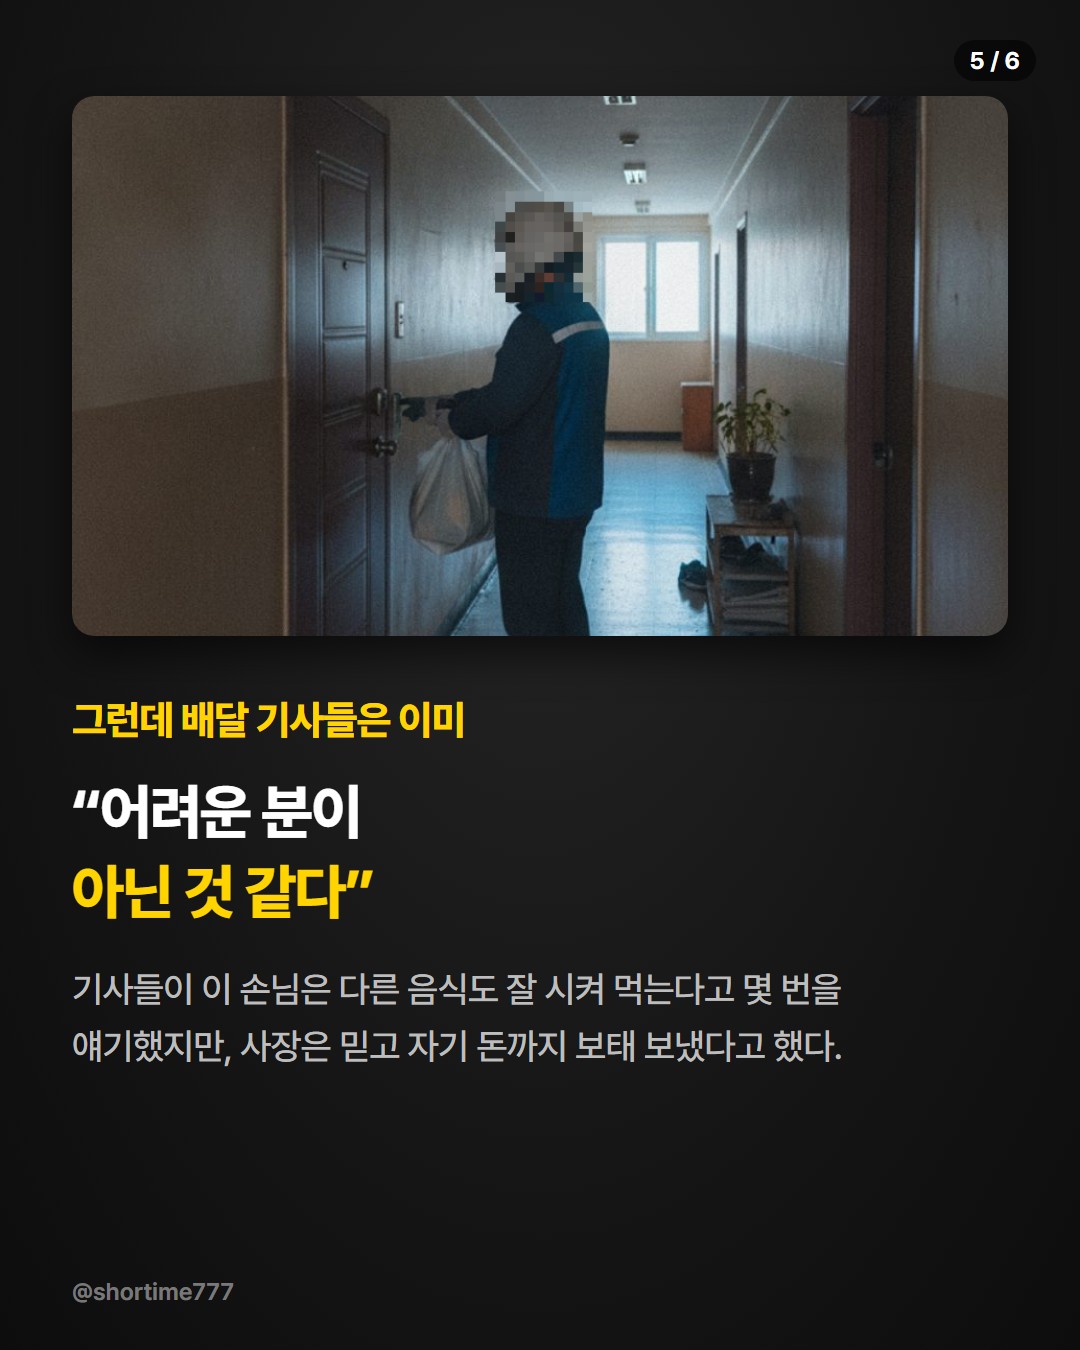 5 / 6
그런데 배달 기사들은 이미
“어려운 분이
아닌 것 같다”
기사들이 이 손님은 다른 음식도 잘 시켜 먹는다고 몇 번을
얘기했지만, 사장은 믿고 자기 돈까지 보태 보냈다고 했다.
@shortime777